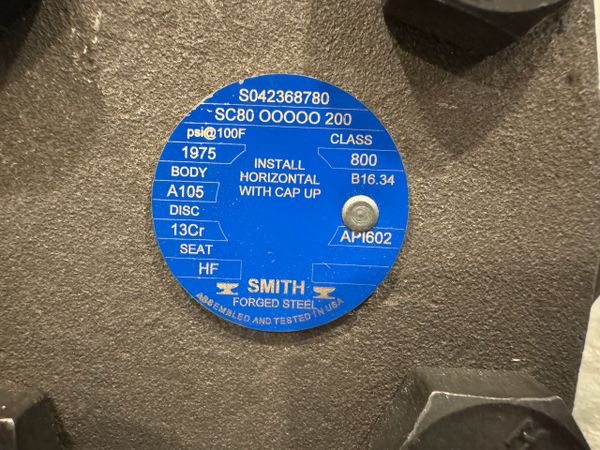 S042368780
SC80 OOOOO 200
psi@100F
CLASS
1975
800
INSTALL
HORIZONTAL
WITH CAP UP
BODY
B16.34
A105
DISC
13Cr
API602
SEAT
HF
SMITH
FORGED STEEL
ASSEMBLED AND TESTED IN USA